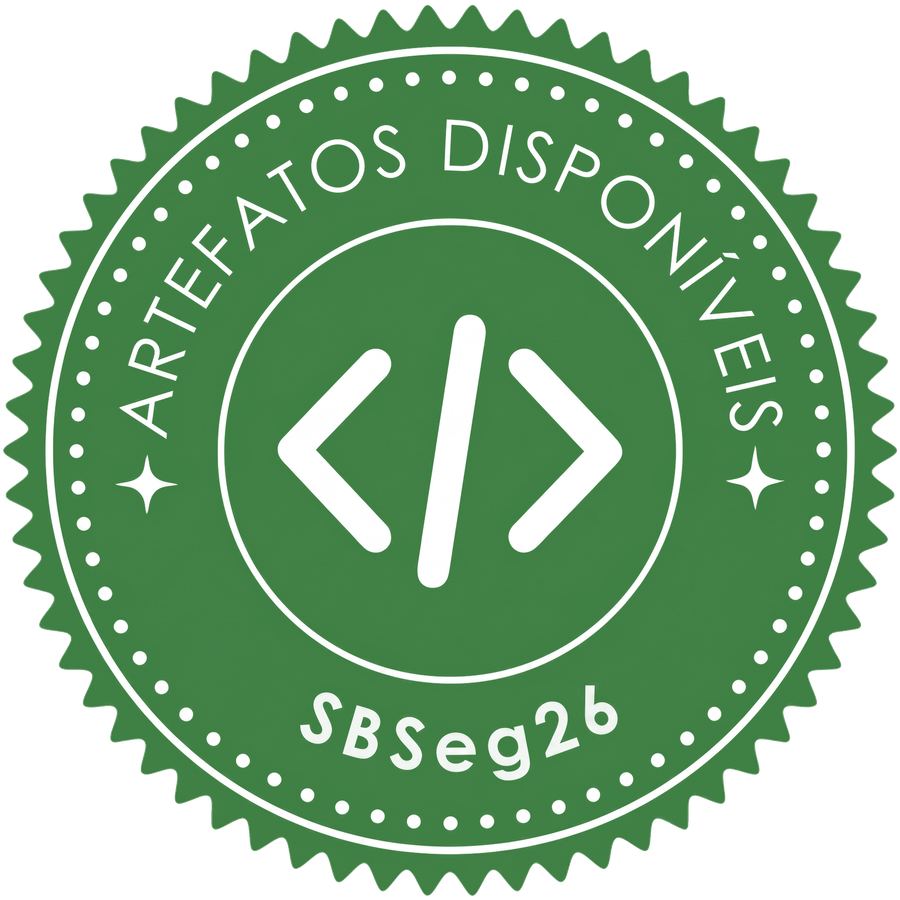 ARTEFATOS DISPONÍVEIS
</>
SBSeg26